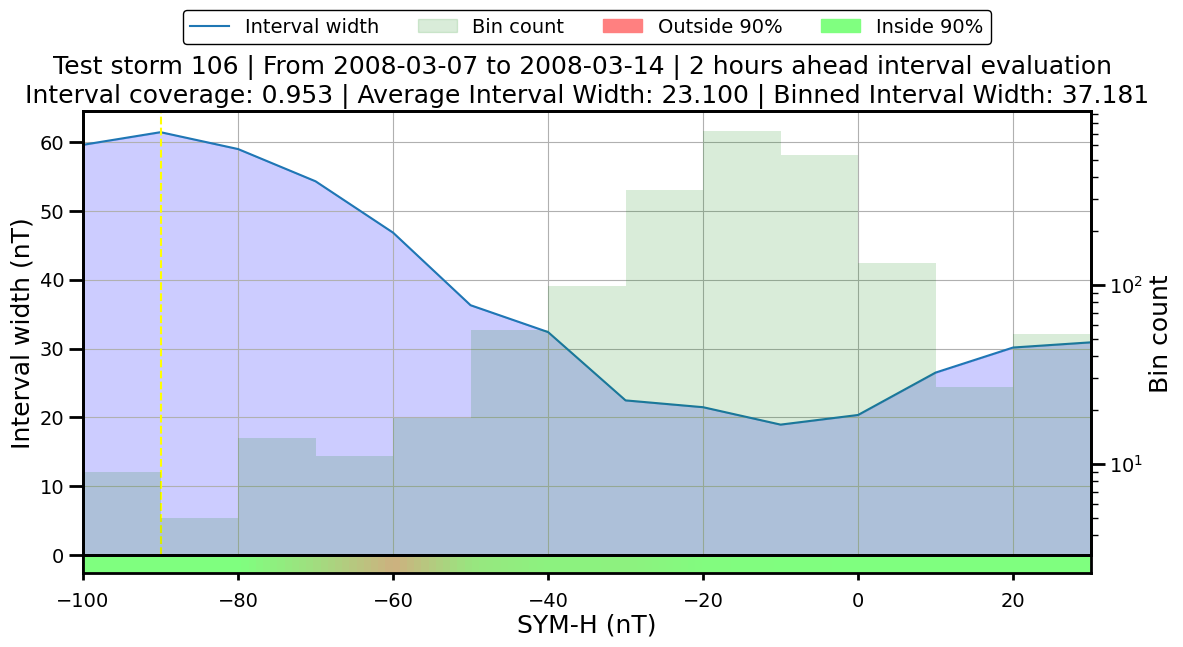 Interval width Bin count Outside 90% Inside 90%
Test storm 106 | From 2008-03-07 to 2008-03-14 | 2 hours ahead interval evaluation
Interval coverage: 0.953 | Average Interval Width: 23.100 | Binned Interval Width: 37.181
Interval width (nT)
60
50
40
30
20
10
0
10²
10¹
Bin count
−100 −80 −60 −40 −20 0 20
SYM-H (nT)